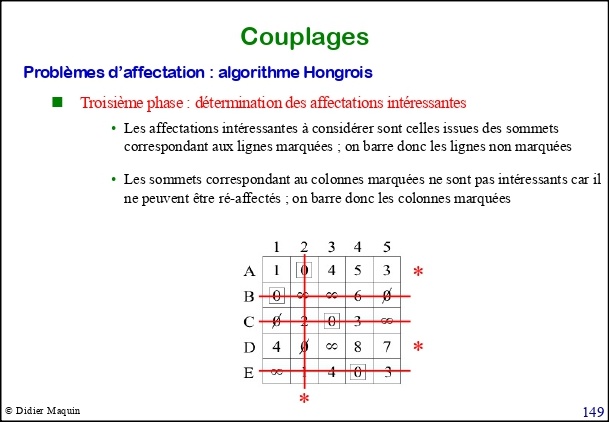 Couplages
Problèmes d'affectation : algorithme Hongrois
Troisième phase : détermination des affectations intéressantes
• Les affectations intéressantes à considérer sont celles issues des sommets
correspondant aux lignes marquées ; on barre donc les lignes non marquées
• Les sommets correspondant au colonnes marquées ne sont pas intéressants car il
ne peuvent être ré-affectés ; on barre donc les colonnes marquées
1 2 3 4 5
A 1 0 4 5 3 *
B 0 ∞ ∞ 6 0
C 0 2 0 3 ∞
D 4 0 ∞ 8 7 *
E ∞ 1 4 0 3
*
© Didier Maquin
149